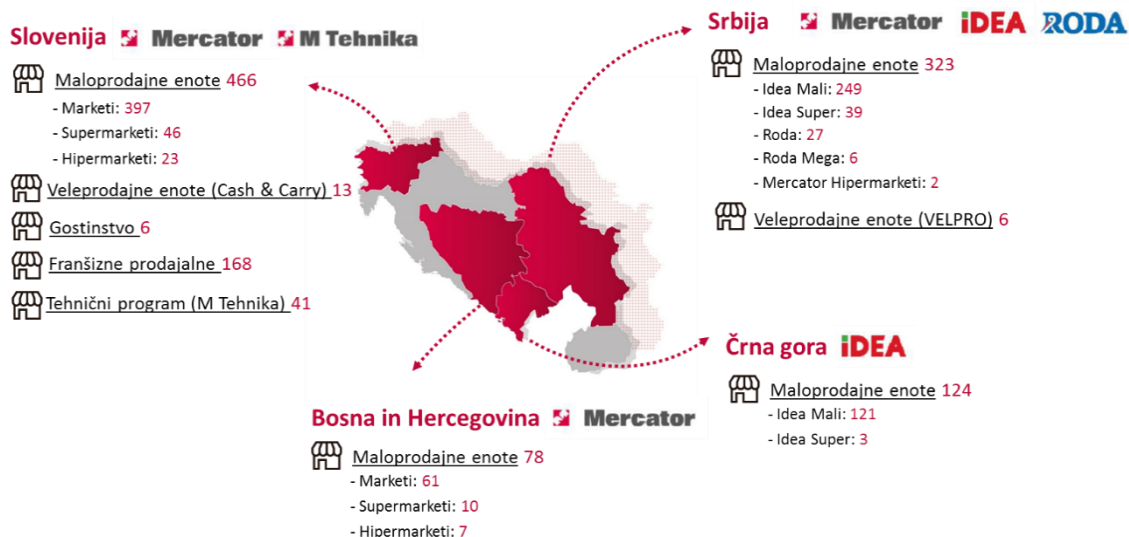 Slovenija Mercator M Tehnika
Maloprodajne enote 466
- Marketi: 397
- Supermarketi: 46
- Hipermarketi: 23
Veleprodajne enote (Cash & Carry) 13
Gostinstvo 6
Franšizne prodajalne 168
Tehnični program (M Tehnika) 41
Srbija Mercator iDEA RODA
Maloprodajne enote 323
- Idea Mali: 249
- Idea Super: 39
- Roda: 27
- Roda Mega: 6
- Mercator Hipermarketi: 2
Veleprodajne enote (VELPRO) 6
Črna gora iDEA
Maloprodajne enote 124
- Idea Mali: 121
- Idea Super: 3
Bosna in Hercegovina Mercator
Maloprodajne enote 78
- Marketi: 61
- Supermarketi: 10
- Hipermarketi: 7